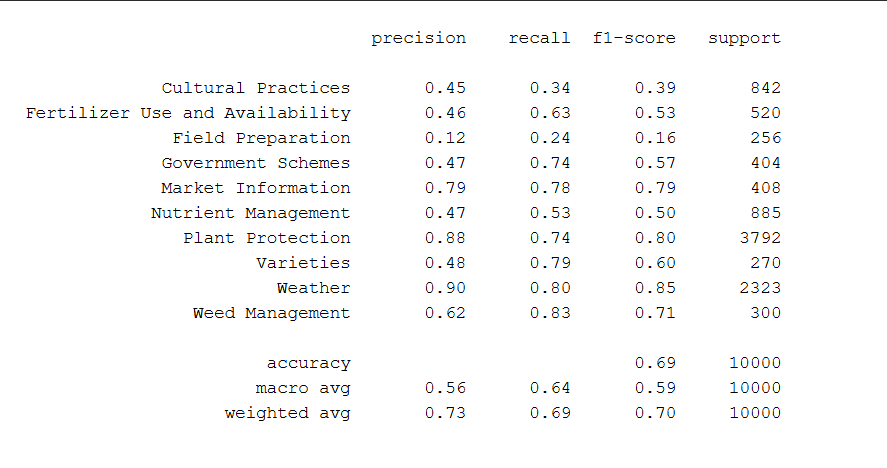 precision recall f1-score support
Cultural Practices 0.45 0.34 0.39 842
Fertilizer Use and Availability 0.46 0.63 0.53 520
Field Preparation 0.12 0.24 0.16 256
Government Schemes 0.47 0.74 0.57 404
Market Information 0.79 0.78 0.79 408
Nutrient Management 0.47 0.53 0.50 885
Plant Protection 0.88 0.74 0.80 3792
Varieties 0.48 0.79 0.60 270
Weather 0.90 0.80 0.85 2323
Weed Management 0.62 0.83 0.71 300
accuracy 0.69 10000
macro avg 0.56 0.64 0.59 10000
weighted avg 0.73 0.69 0.70 10000